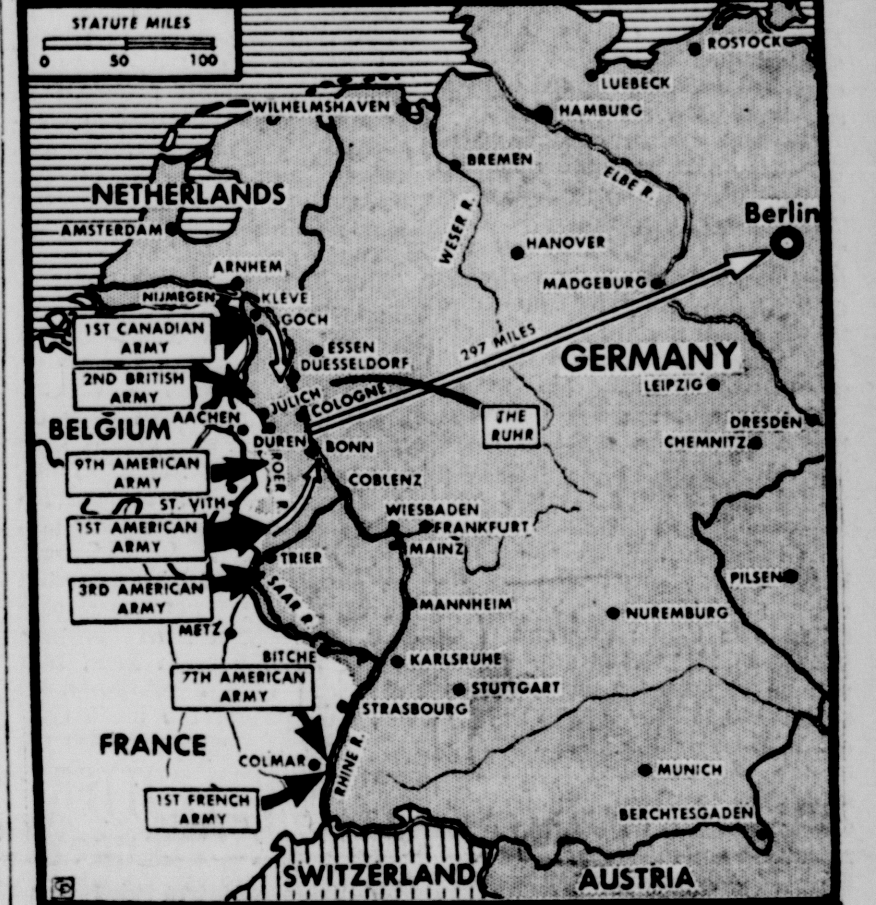 STATUTE MILES
0 50 100
ROSTOCK
LUEBECK
WILHELMSHAVEN
HAMBURG
BREMEN
ELBE R.
NETHERLANDS
WESER R.
Berlin
AMSTERDAM
HANOVER
ARNHEM
MADGEBURG
NIJMEGEN
KLEVE
GOCH
1ST CANADIAN
ARMY
297 MILES
ESSEN
DUESSELDORF
GERMANY
2ND BRITISH
ARMY
LEIPZIG
JULICH
COLOGNE
THE
RUHR
AACHEN
BELGIUM
DRESDEN
DUREN
CHEMNITZ
BONN
9TH AMERICAN
ARMY
ROER R.
COBLENZ
ST. VITH
WIESBADEN
FRANKFURT
1ST AMERICAN
ARMY
MAINZ
TRIER
3RD AMERICAN
ARMY
SAAR R.
PILSEN
MANNHEIM
NUREMBURG
METZ
BITCHE
KARLSRUHE
7TH AMERICAN
ARMY
STUTTGART
STRASBOURG
FRANCE
RHINE R.
COLMAR
MUNICH
1ST FRENCH
ARMY
BERCHTESGADEN
SWITZERLAND
AUSTRIA